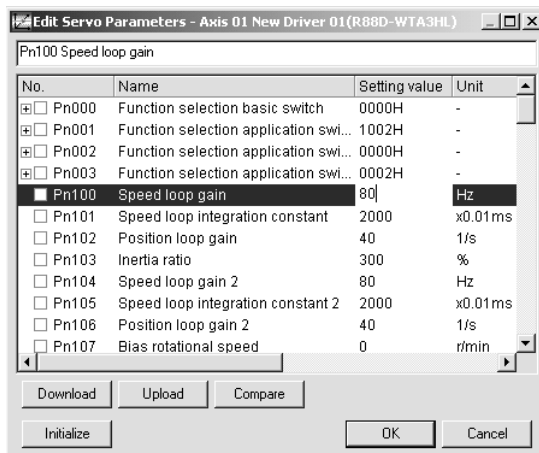 Edit Servo Parameters - Axis 01 New Driver 01(R88D-WTA3HL)
Pn100 Speed loop gain
No. Name Setting value Unit
Pn000 Function selection basic switch 0000H -
Pn001 Function selection application swi... 1002H -
Pn002 Function selection application swi... 0000H -
Pn003 Function selection application swi... 0002H -
Pn100 Speed loop gain 80 Hz
Pn101 Speed loop integration constant 2000 x0.01ms
Pn102 Position loop gain 40 1/s
Pn103 Inertia ratio 300 %
Pn104 Speed loop gain 2 80 Hz
Pn105 Speed loop integration constant 2 2000 x0.01ms
Pn106 Position loop gain 2 40 1/s
Pn107 Bias rotational speed 0 r/min
Download Upload Compare
Initialize OK Cancel